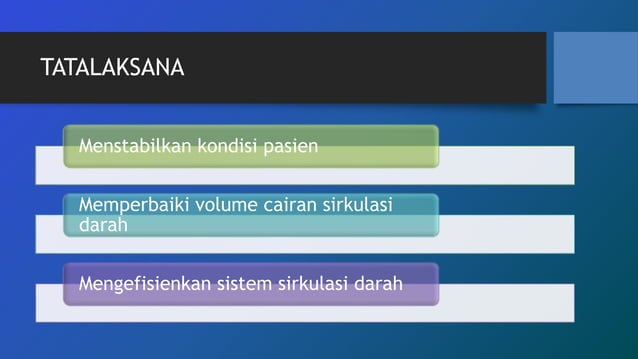 TATALAKSANA
Menstabilkan kondisi pasien
Memperbaiki volume cairan sirkulasi
darah
Mengefisienkan sistem sirkulasi darah